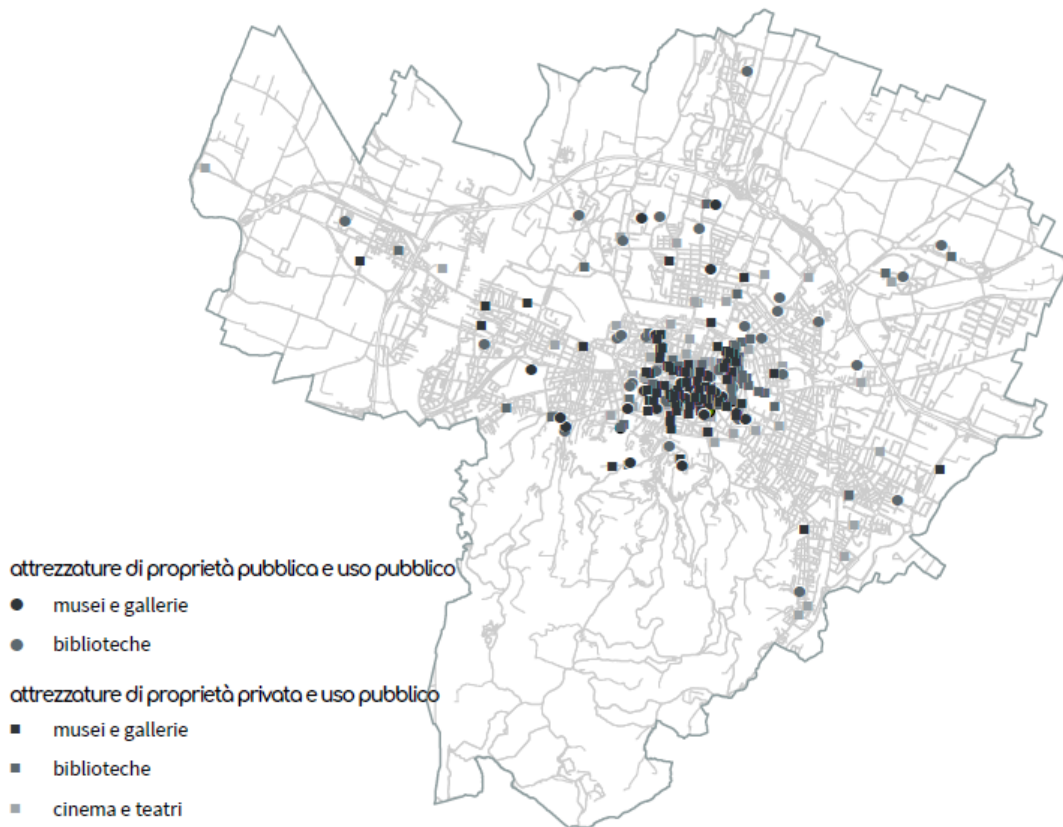 attrezzature di proprietà pubblica e uso pubblico
musei e gallerie
biblioteche
attrezzature di proprietà privata e uso pubblico
musei e gallerie
biblioteche
cinema e teatri